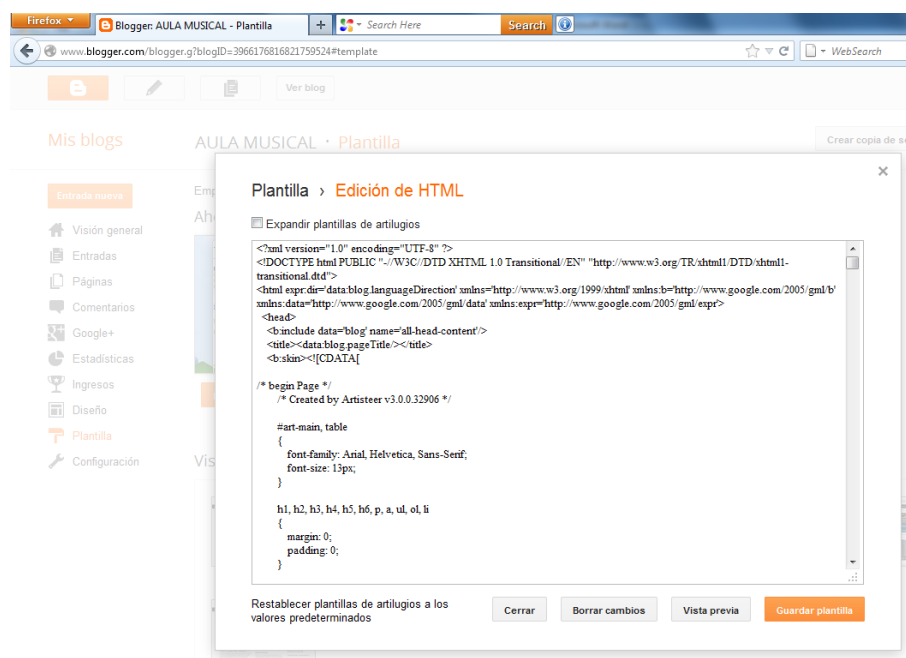 Firefox
Blogger: AULA MUSICAL - Plantilla
+
Search Here
Search
www.blogger.com/blogger.g?blogID=3966176816821759524#template
WebSearch
Ver blog
Mis blogs
AULA MUSICAL · Plantilla
Crear copia de s
Entrada nueva
Visión general
Entradas
Páginas
Comentarios
Google+
Estadísticas
Ingresos
Diseño
Plantilla
Configuración
Emp
Ah
Vis
Plantilla › Edición de HTML
Expandir plantillas de artilugios
<?xml version="1.0" encoding="UTF-8" ?>
<!DOCTYPE html PUBLIC "-//W3C//DTD XHTML 1.0 Transitional//EN" "http://www.w3.org/TR/xhtml1/DTD/xhtml1-
transitional.dtd">
<html expr:dir='data:blog.languageDirection' xmlns='http://www.w3.org/1999/xhtml' xmlns:b='http://www.google.com/2005/gml/b'
xmlns:data='http://www.google.com/2005/gml/data' xmlns:expr='http://www.google.com/2005/gml/expr'>
<head>
<b:include data='blog' name='all-head-content'/>
<title><data:blog.pageTitle/></title>
<b:skin><![CDATA[
/* begin Page */
/* Created by Artisteer v3.0.0.32906 */
#art-main, table
{
font-family: Arial, Helvetica, Sans-Serif;
font-size: 13px;
}
h1, h2, h3, h4, h5, h6, p, a, ul, ol, li
{
margin: 0;
padding: 0;
}
Restablecer plantillas de artilugios a los
valores predeterminados
Cerrar
Borrar cambios
Vista previa
Guardar plantilla